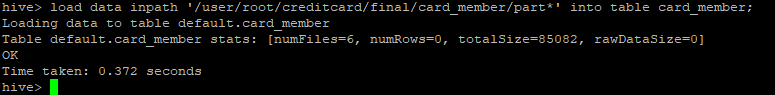 hive> load data inpath '/user/root/creditcard/final/card_member/part*' into table card_member;
Loading data to table default.card_member
Table default.card_member stats: [numFiles=6, numRows=0, totalSize=85082, rawDataSize=0]
OK
Time taken: 0.372 seconds
hive>